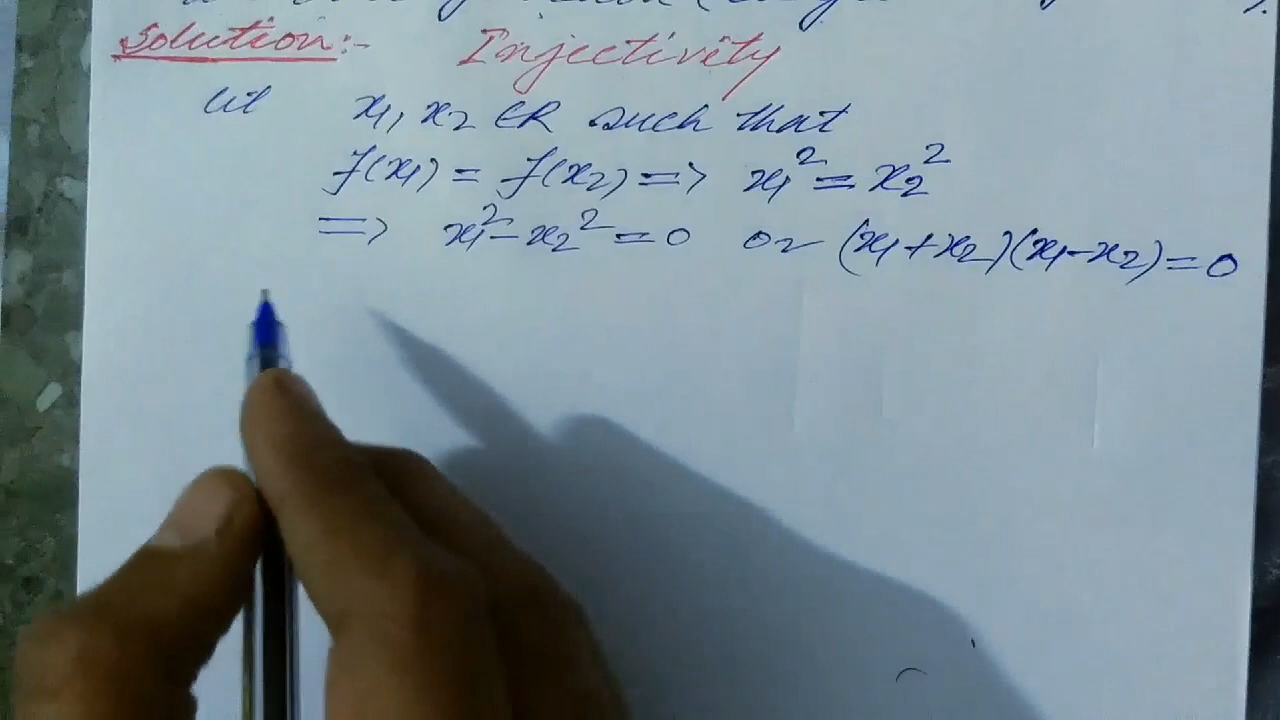 Solution:- Injectivity
Let x₁, x₂ ∈ R such that
f(x₁) = f(x₂) => x₁² = x₂²
=> x₁² - x₂² = 0 or (x₁+x₂)(x₁-x₂) = 0